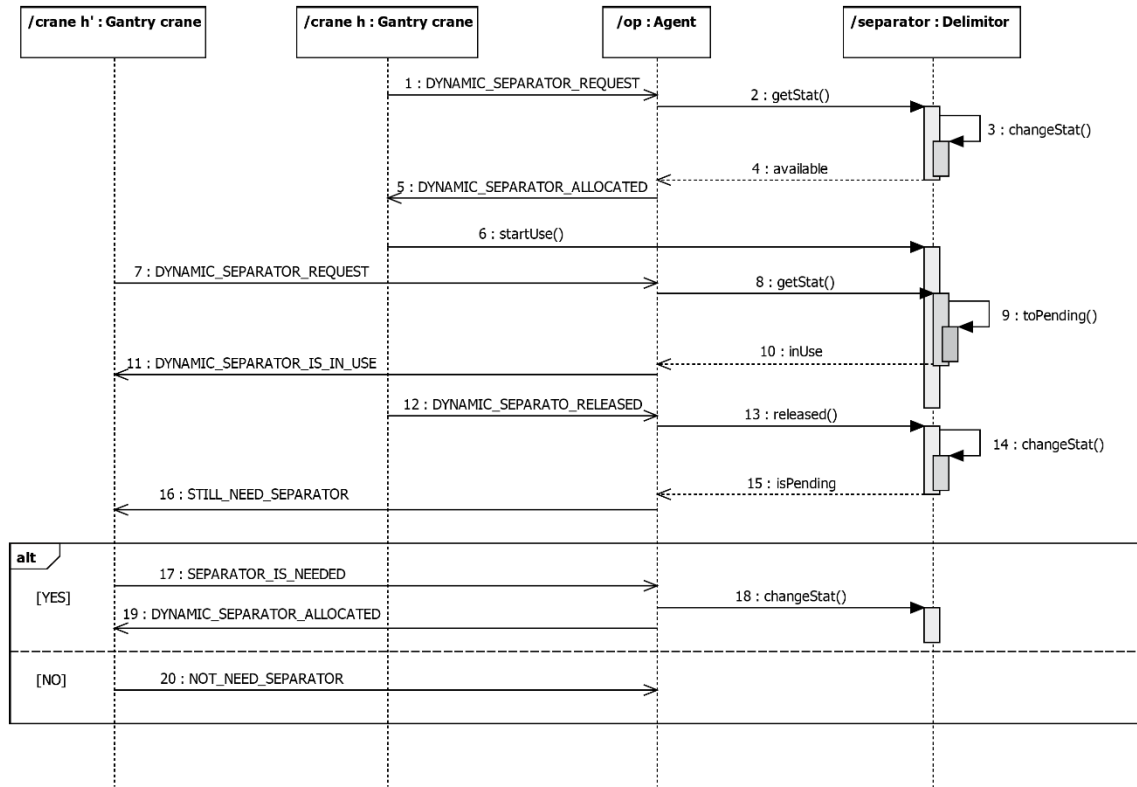 /crane h' : Gantry crane
/crane h : Gantry crane
/op : Agent
/separator : Delimitor
1 : DYNAMIC_SEPARATOR_REQUEST
2 : getStat()
3 : changeStat()
4 : available
5 : DYNAMIC_SEPARATOR_ALLOCATED
6 : startUse()
7 : DYNAMIC_SEPARATOR_REQUEST
8 : getStat()
9 : toPending()
10 : inUse
11 : DYNAMIC_SEPARATOR_IS_IN_USE
12 : DYNAMIC_SEPARATO_RELEASED
13 : released()
14 : changeStat()
15 : isPending
16 : STILL_NEED_SEPARATOR
alt
17 : SEPARATOR_IS_NEEDED
[YES]
18 : changeStat()
19 : DYNAMIC_SEPARATOR_ALLOCATED
[NO]
20 : NOT_NEED_SEPARATOR